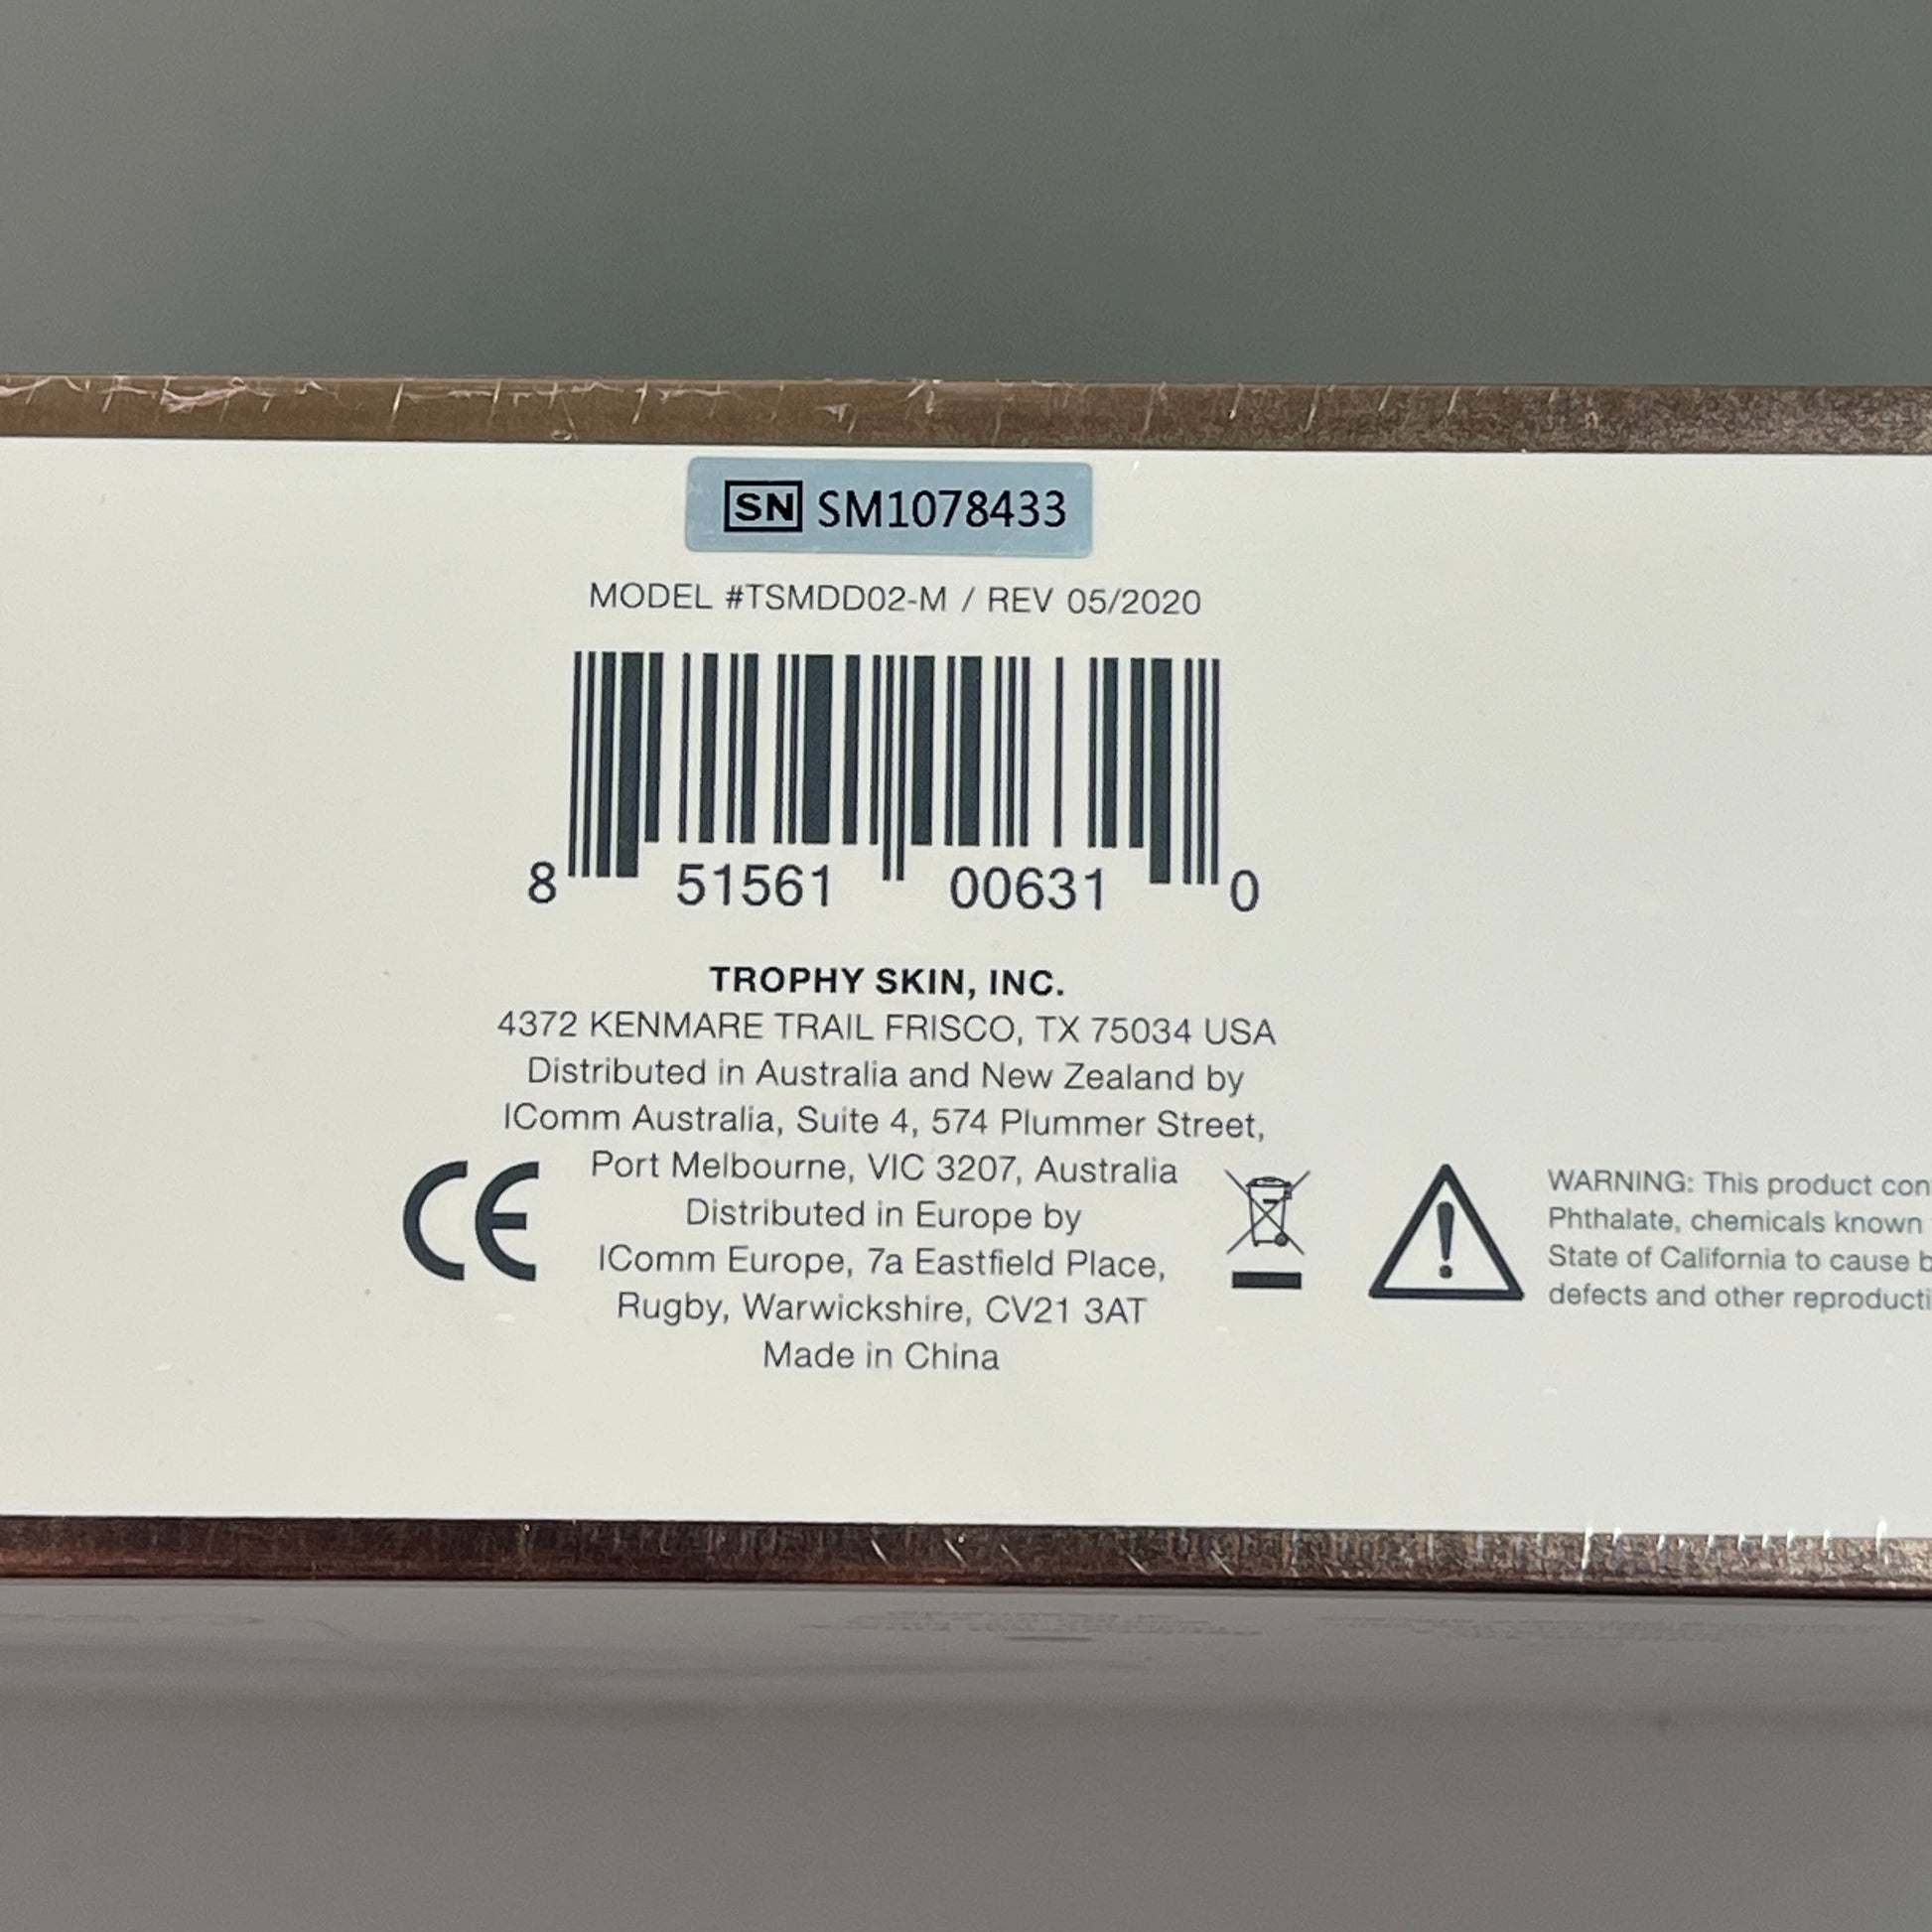 SN SM1078433
MODEL #TSMDD02-M / REV 05/2020
8 51561 00631 0
TROPHY SKIN, INC.
4372 KENMARE TRAIL FRISCO, TX 75034 USA
Distributed in Australia and New Zealand by
IComm Australia, Suite 4, 574 Plummer Street,
Port Melbourne, VIC 3207, Australia
Distributed in Europe by
IComm Europe, 7a Eastfield Place,
Rugby, Warwickshire, CV21 3AT
Made in China
CE
WARNING: This product con
Phthalate, chemicals known
State of California to cause b
defects and other reproducti